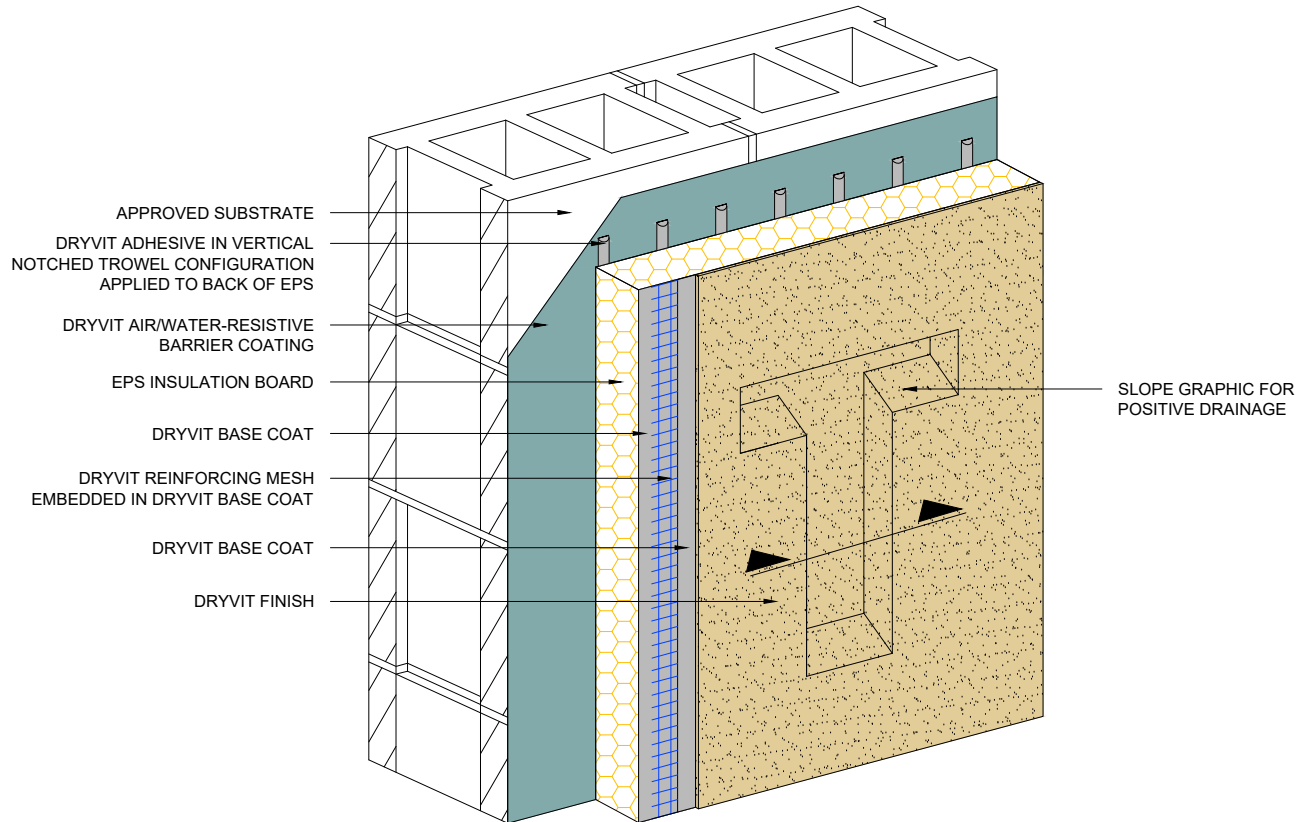 APPROVED SUBSTRATE
DRYVIT ADHESIVE IN VERTICAL
NOTCHED TROWEL CONFIGURATION
APPLIED TO BACK OF EPS
DRYVIT AIR/WATER-RESISTIVE
BARRIER COATING
EPS INSULATION BOARD
DRYVIT BASE COAT
DRYVIT REINFORCING MESH
EMBEDDED IN DRYVIT BASE COAT
DRYVIT BASE COAT
DRYVIT FINISH
SLOPE GRAPHIC FOR
POSITIVE DRAINAGE